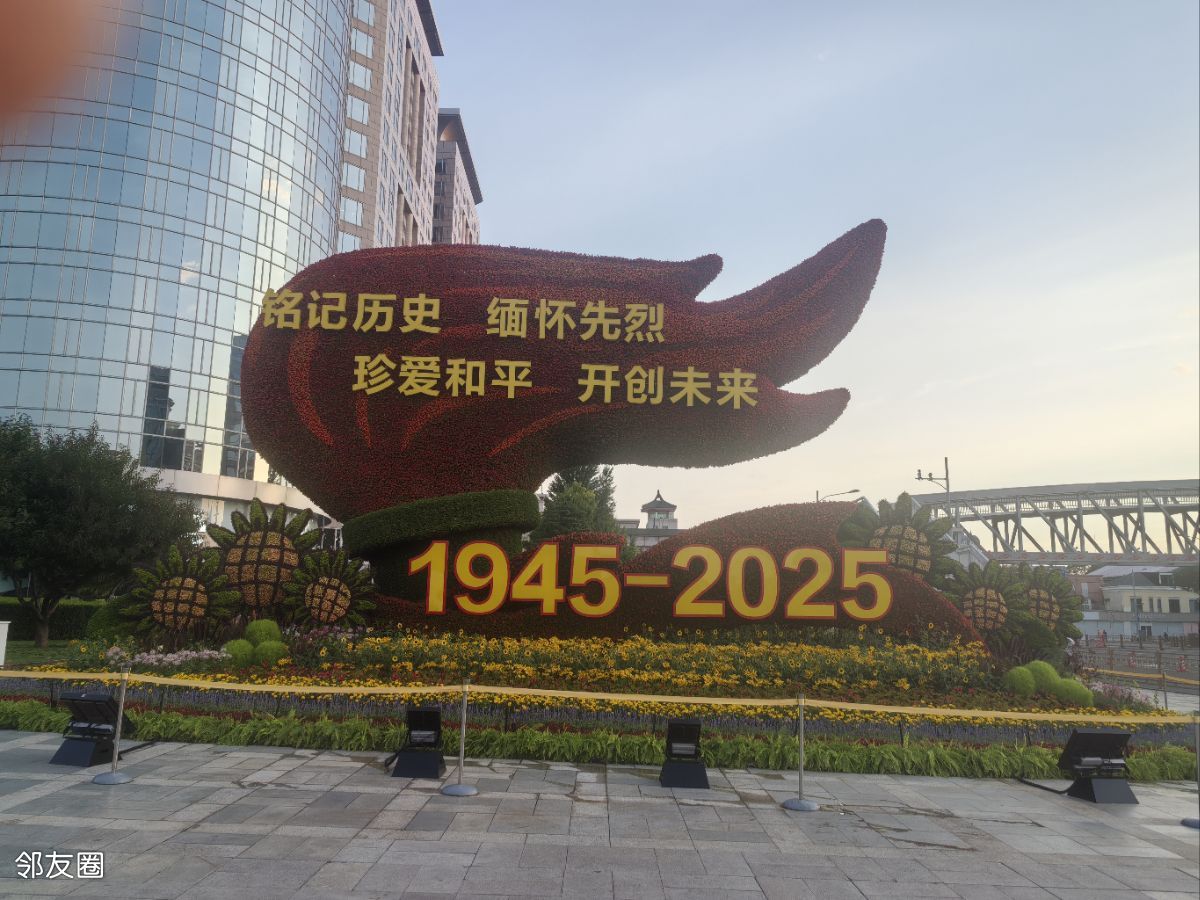 铭记历史 缅怀先烈
珍爱和平 开创未来
1945-2025
邻友圈